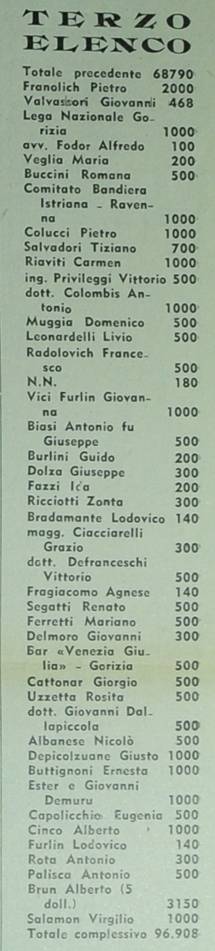 TERZO
ELENCO
Totale precedente 68790
Franolich Pietro 2000
Valvassori Giovanni 468
Lega Nazionale Go-
rizia 1000
avv. Fodor Alfredo 100
Veglia Maria 200
Buccini Romana 500
Comitato Bandiera
Istriana - Raven-
na 1000
Colucci Pietro 1000
Salvadori Tiziano 700
Riaviti Carmen 1000
ing. Privileggi Vittorio 500
dott. Colombis An-
tonio 1000
Muggia Domenico 500
Leonardelli Livio 500
Radolovich France-
sco 500
N.N. 180
Vici Furlin Giovan-
na 1000
Biasi Antonio fu
Giuseppe 500
Burlini Guido 200
Dolza Giuseppe 300
Fazzi Ida 200
Ricciotti Zonta 300
Bradamante Lodovico 140
magg. Ciacciarelli
Grazio 300
dott. Defranceschi
Vittorio 500
Fragiacomo Agnese 140
Segatti Renato 500
Ferretti Mariano 500
Delmoro Giovanni 300
Bar «Venezia Giu-
lia» - Gorizia 500
Cattonar Giorgio 500
Uzzetta Rosita 500
dott. Giovanni Dal-
lapiccola 500
Albanese Nicolò 500
Depicolzuane Giusto 1000
Buttignoni Ernesta 1000
Ester e Giovanni
Demuru 1000
Capolicchio Eugenia 500
Cinco Alberto 1000
Furlin Lodovico 140
Rota Antonio 300
Palisca Antonio 500
Brun Alberto (5
doll.) 3150
Salamon Virgilio 1000
Totale complessivo 96.908